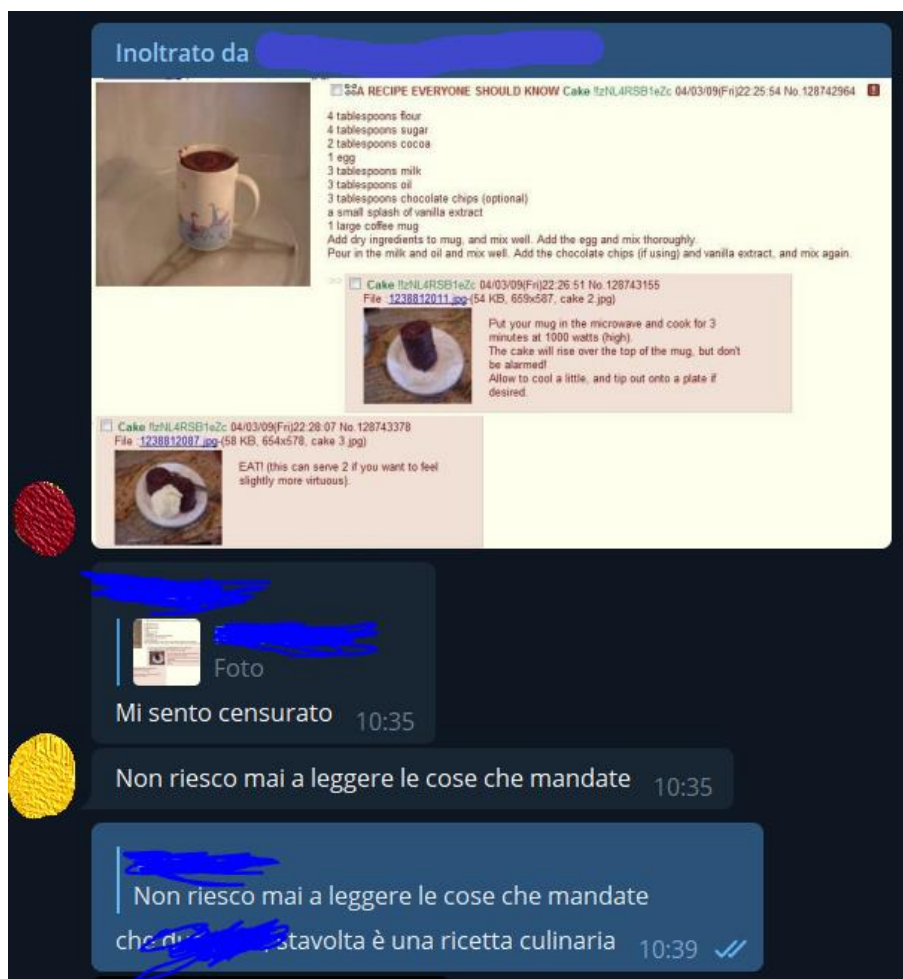 Inoltrato da
A RECIPE EVERYONE SHOULD KNOW Cake !!zNL4RSB1eZc 04/03/09(Fri)22:25:54 No.128742964
4 tablespoons flour
4 tablespoons sugar
2 tablespoons cocoa
1 egg
3 tablespoons milk
3 tablespoons oil
3 tablespoons chocolate chips (optional)
a small splash of vanilla extract
1 large coffee mug
Add dry ingredients to mug, and mix well. Add the egg and mix thoroughly.
Pour in the milk and oil and mix well. Add the chocolate chips (if using) and vanilla extract, and mix again.
>> Cake !!zNL4RSB1eZc 04/03/09(Fri)22:26:51 No.128743155
File :1238812011.jpg-(54 KB, 659x587, cake 2.jpg)
Put your mug in the microwave and cook for 3
minutes at 1000 watts (high).
The cake will rise over the top of the mug, but don't
be alarmed!
Allow to cool a little, and tip out onto a plate if
desired.
Cake !!zNL4RSB1eZc 04/03/09(Fri)22:28:07 No.128743378
File :1238812087.jpg-(58 KB, 654x578, cake 3.jpg)
EAT! (this can serve 2 if you want to feel
slightly more virtuous).
Foto
Mi sento censurato 10:35
Non riesco mai a leggere le cose che mandate 10:35
Non riesco mai a leggere le cose che mandate
che stavolta è una ricetta culinaria 10:39